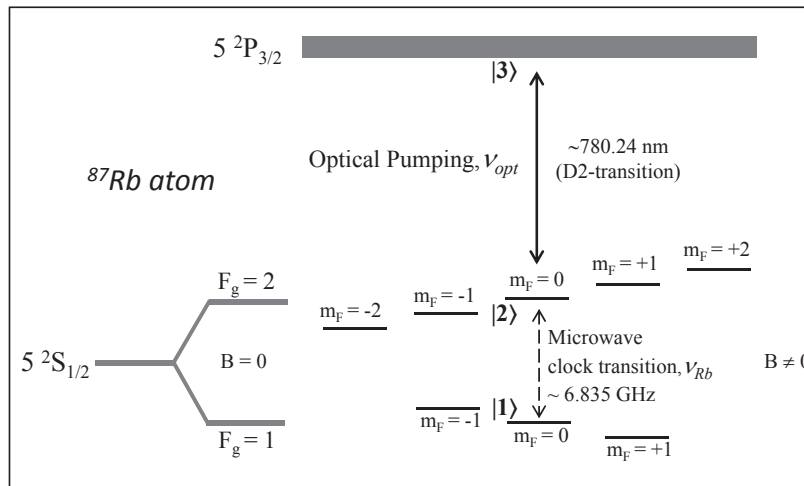 5 ²P₃/₂
|3⟩
Optical Pumping, ν_opt
~780.24 nm
(D2-transition)
⁸⁷Rb atom
F_g = 2
m_F = -2
m_F = -1
m_F = 0
m_F = +1
m_F = +2
|2⟩
5 ²S₁/₂
B = 0
Microwave
clock transition, ν_Rb
~ 6.835 GHz
B ≠ 0
|1⟩
F_g = 1
m_F = -1
m_F = 0
m_F = +1